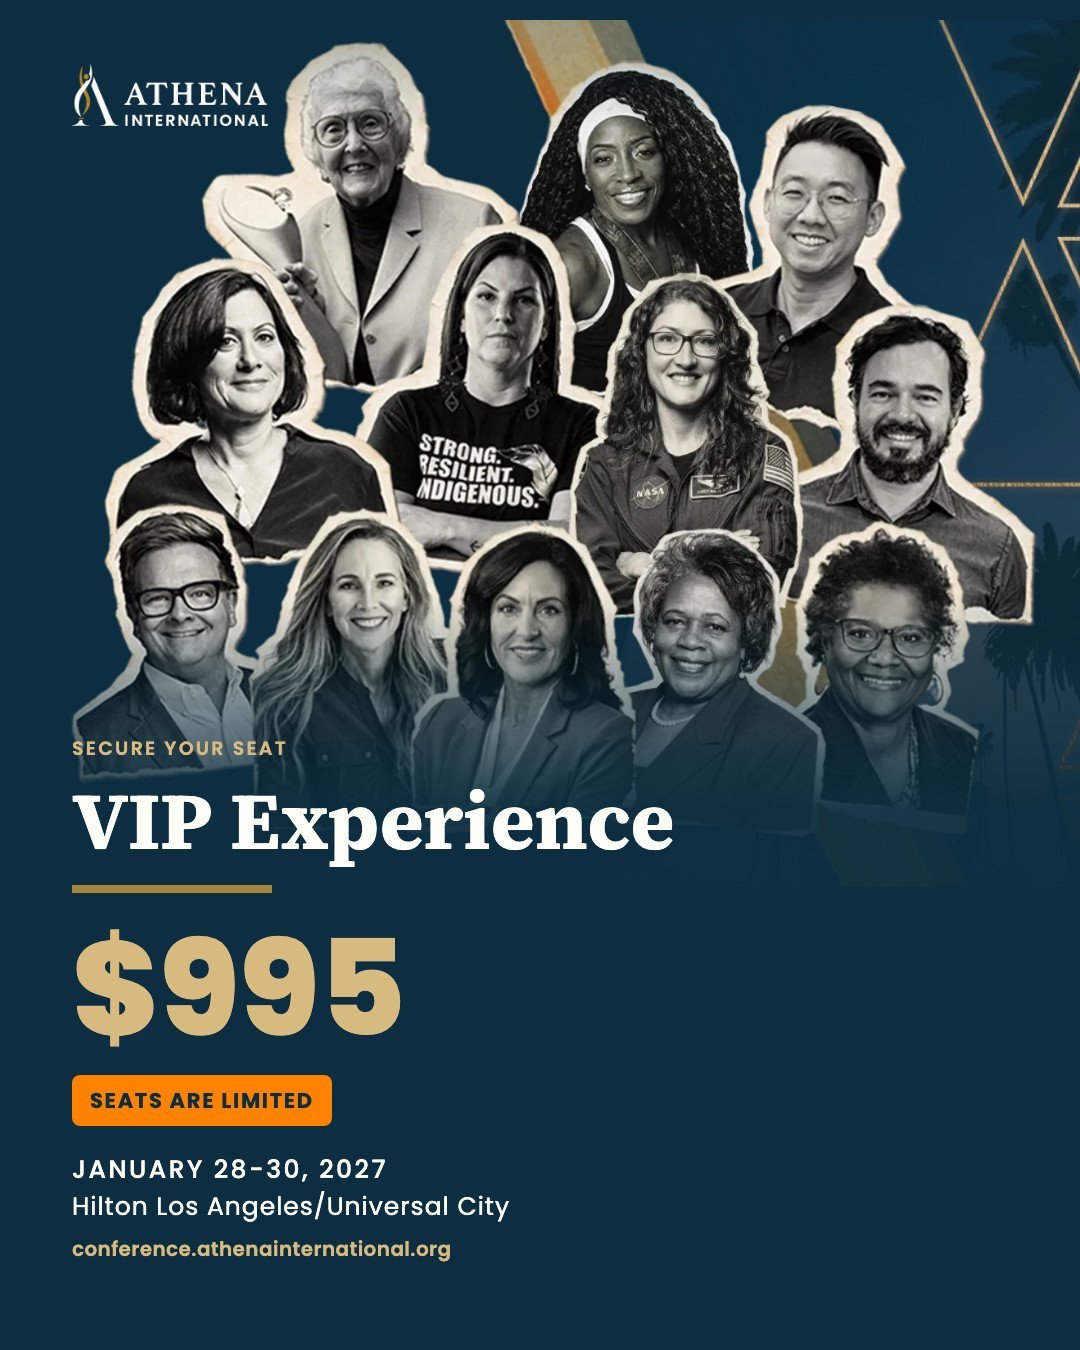 ATHENA
INTERNATIONAL
STRONG.
RESILIENT.
INDIGENOUS.
NASA
SECURE YOUR SEAT
VIP Experience
$995
SEATS ARE LIMITED
JANUARY 28-30, 2027
Hilton Los Angeles/Universal City
conference.athenainternational.org